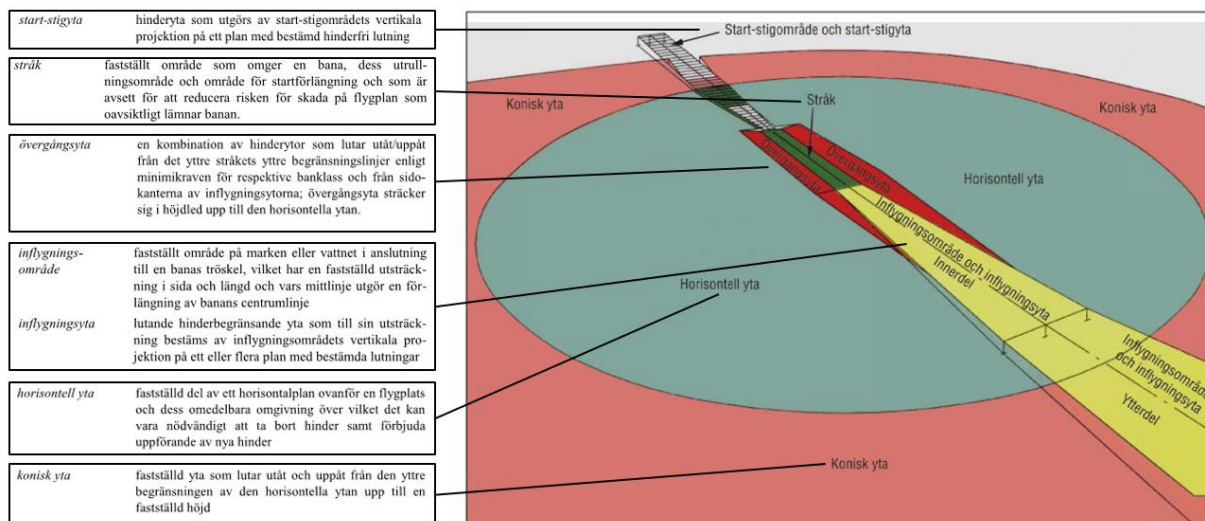 start-stigyta hinderyta som utgörs av start-stigområdets vertikala
projektion på ett plan med bestämd hinderfri lutning
stråk fastställt område som omger en bana, dess utrull-
ningsområde och område för startförlängning och som är
avsett för att reducera risken för skada på flygplan som
oavsiktligt lämnar banan.
övergångsyta en kombination av hinderytor som lutar utåt/uppåt
från det yttre stråkets yttre begränsningslinjer enligt
minimikraven för respektive banklass och från sido-
kanterna av inflygningsytorna; övergångsyta sträcker
sig i höjdled upp till den horisontella ytan.
inflygnings- fastställt område på marken eller vattnet i anslutning
område till en banas tröskel, vilket har en fastställd utsträck-
ning i sida och längd och vars mittlinje utgör en för-
längning av banans centrumlinje
inflygningsyta lutande hinderbegränsande yta som till sin utsträck-
ning bestäms av inflygningsområdets vertikala pro-
jektion på ett eller flera plan med bestämda lutningar
horisontell yta fastställd del av ett horisontalplan ovanför en flygplats
och dess omedelbara omgivning över vilket det kan
vara nödvändigt att ta bort hinder samt förbjuda
uppförande av nya hinder
konisk yta fastställd yta som lutar utåt och uppåt från den yttre
begränsningen av den horisontella ytan upp till en
fastställd höjd
Start-stigområde och start-stigyta
Konisk yta
Stråk
Konisk yta
Övergångsyta
Övergångsyta
Horisontell yta
Inflygningsområde och inflygningsyta
Innerdel
Horisontell yta
Inflygningsområde
och inflygningsyta
Ytterdel
Konisk yta